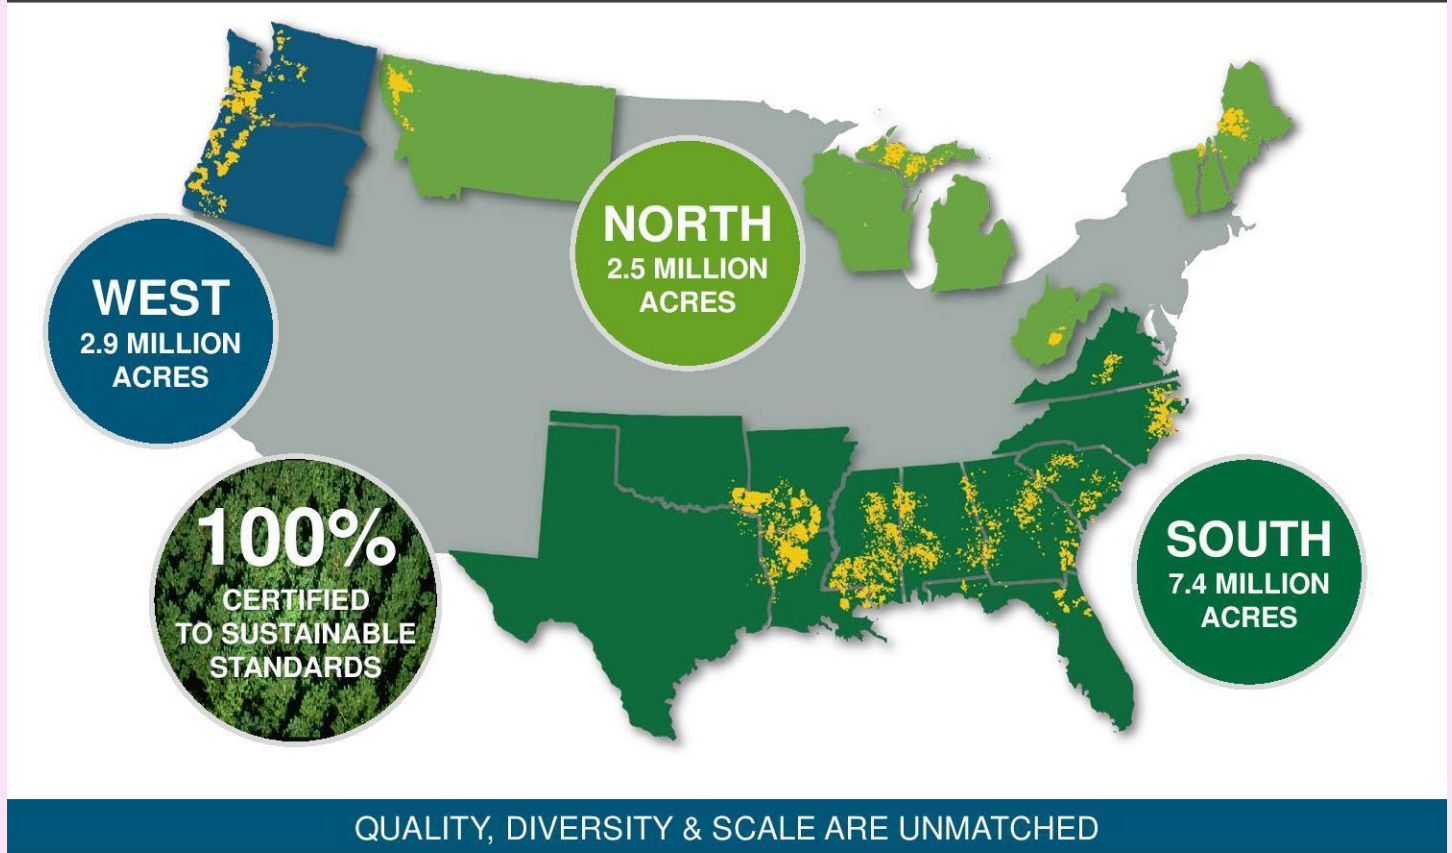 NORTH
2.5 MILLION
ACRES
WEST
2.9 MILLION
ACRES
100%
CERTIFIED
TO SUSTAINABLE
STANDARDS
SOUTH
7.4 MILLION
ACRES
QUALITY, DIVERSITY & SCALE ARE UNMATCHED